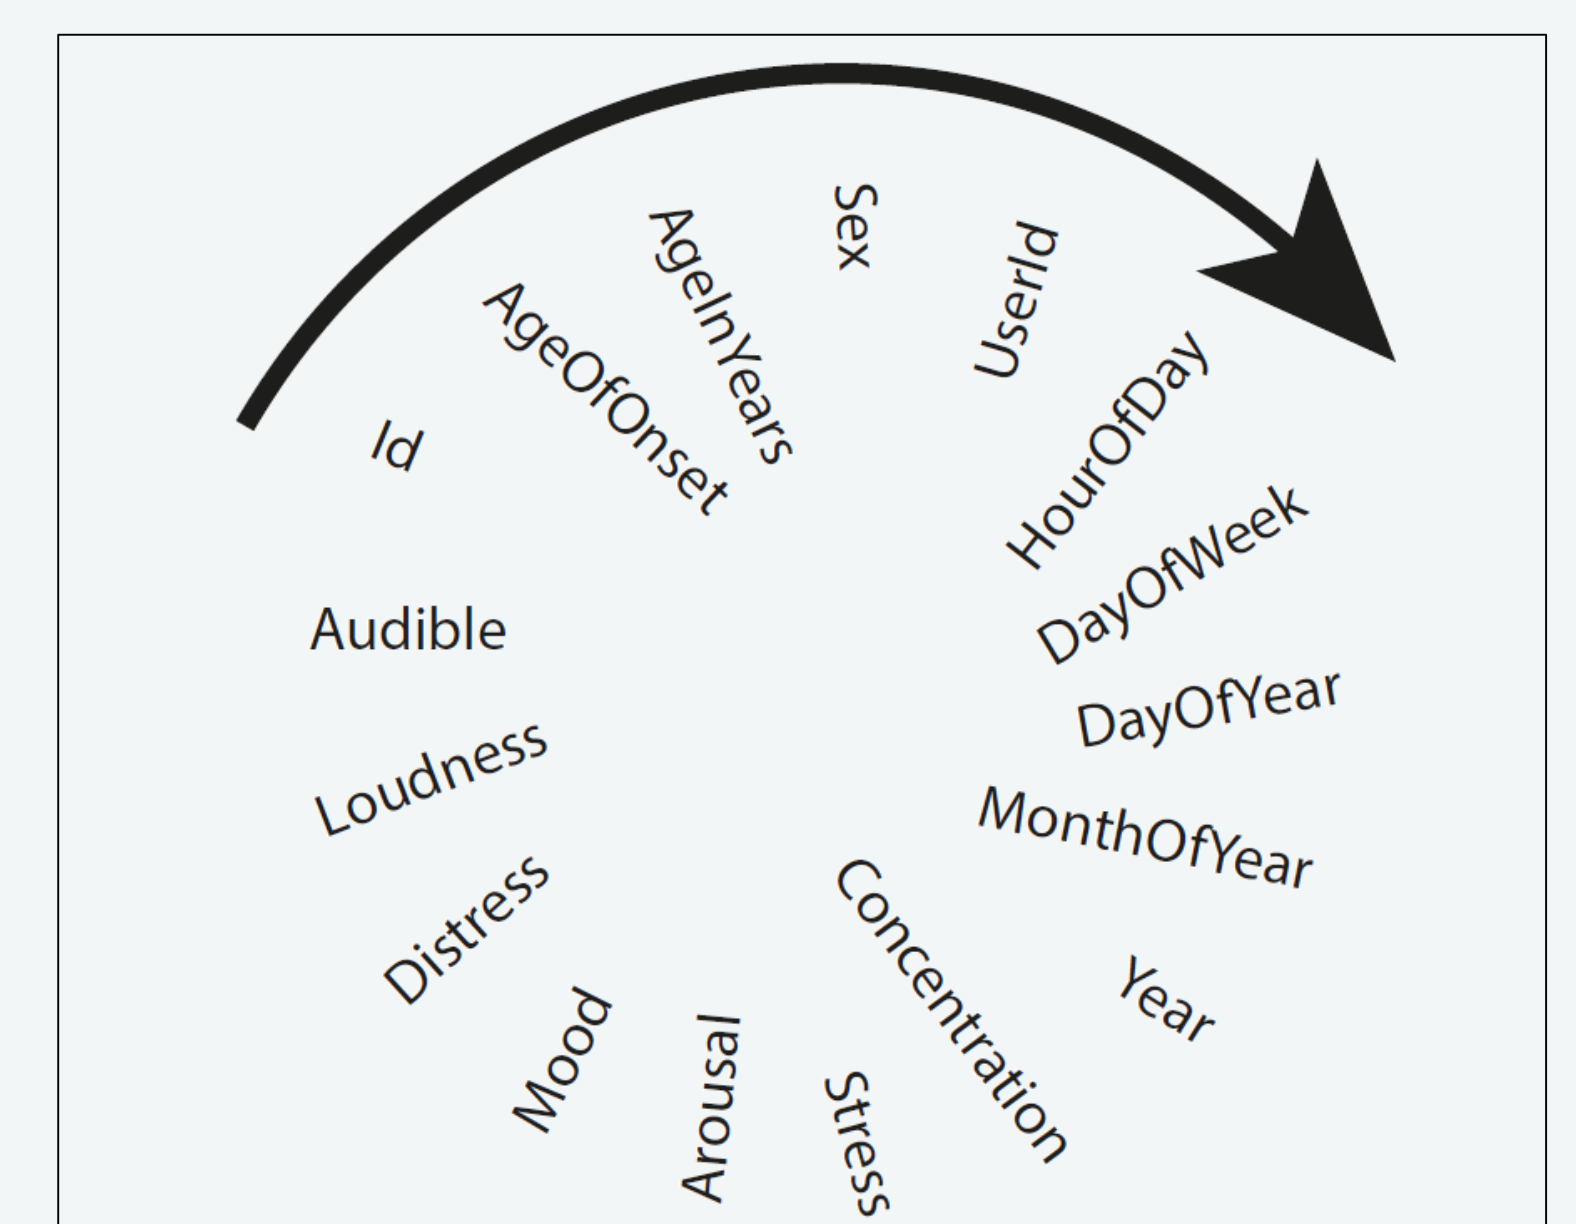 Id
AgeOfOnset
AgeInYears
Sex
UserId
HourOfDay
DayOfWeek
DayOfYear
MonthOfYear
Year
Concentration
Stress
Arousal
Mood
Distress
Loudness
Audible